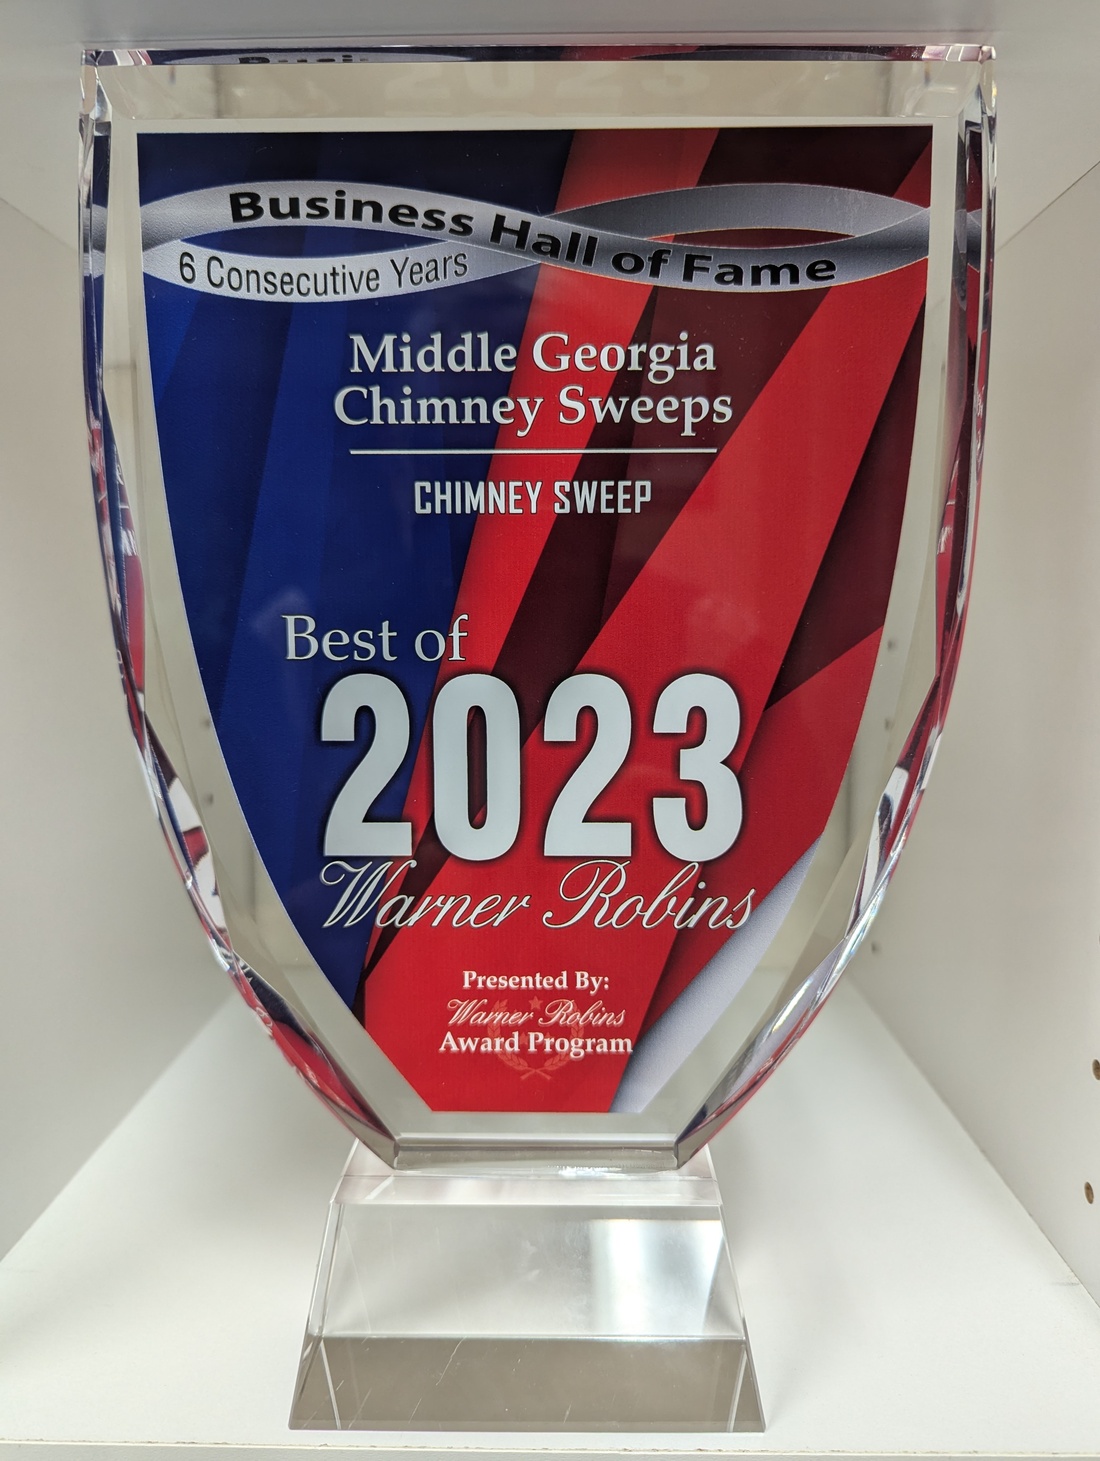 Business Hall of Fame
6 Consecutive Years
Middle Georgia
Chimney Sweeps
CHIMNEY SWEEP
Best of
2023
Warner Robins
Presented By:
Warner Robins
Award Program